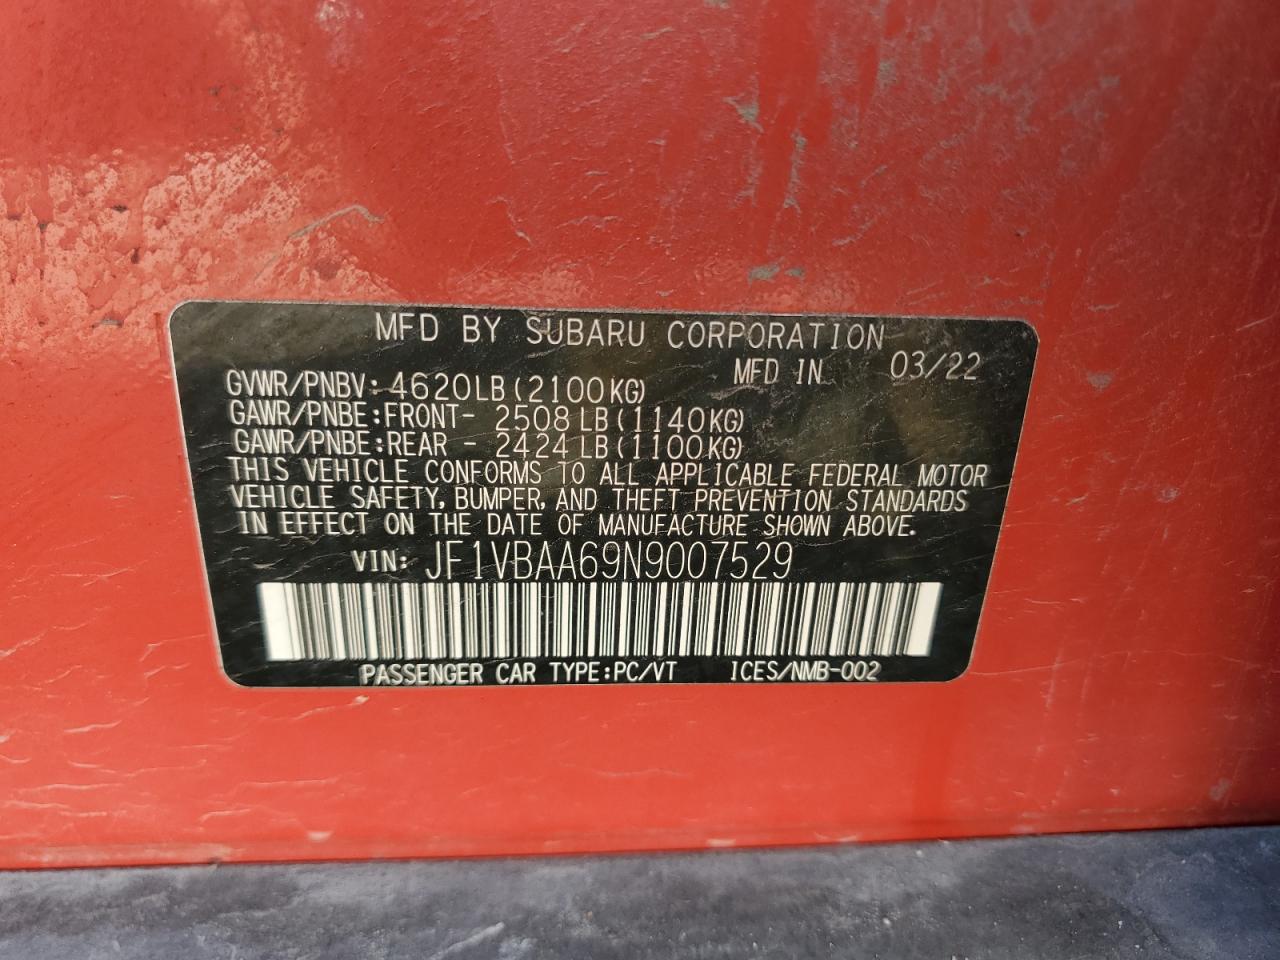 MFD BY SUBARU CORPORATION
MFD IN 03/22
GVWR/PNBV: 4620LB(2100KG)
GAWR/PNBE:FRONT- 2508LB(1140KG)
GAWR/PNBE:REAR - 2424LB(1100KG)
THIS VEHICLE CONFORMS TO ALL APPLICABLE FEDERAL MOTOR
VEHICLE SAFETY, BUMPER, AND THEFT PREVENTION STANDARDS
IN EFFECT ON THE DATE OF MANUFACTURE SHOWN ABOVE.
VIN: JF1VBAA69N9007529
PASSENGER CAR TYPE:PC/VT ICES/NMB-002